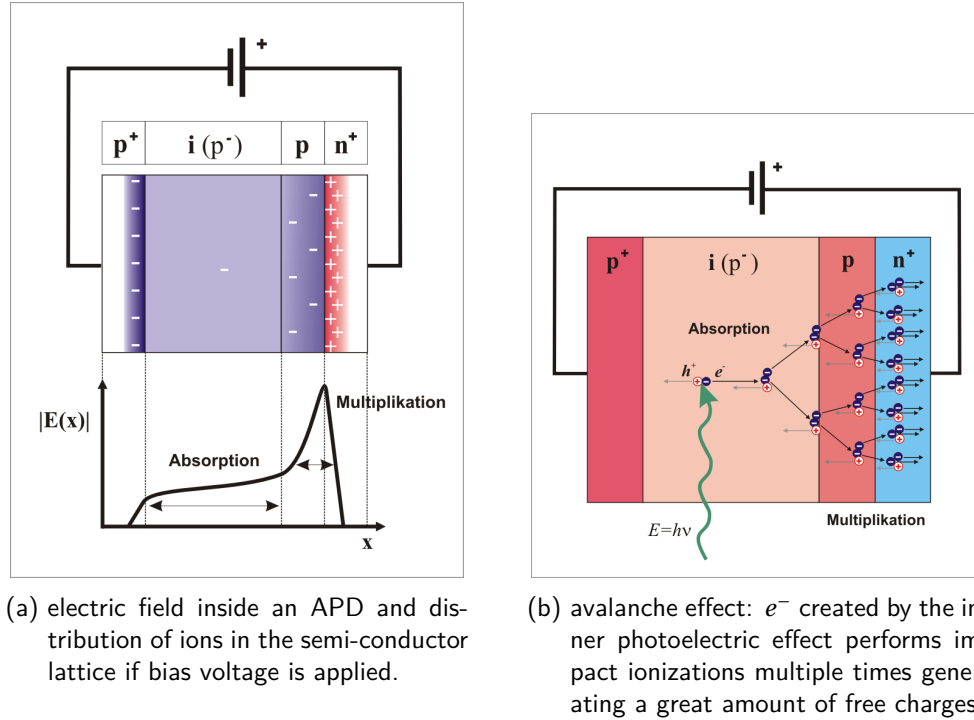 +
p+ i (p-) p n+
|E(x)|
Multiplikation
Absorption
x
(a) electric field inside an APD and dis-
tribution of ions in the semi-conductor
lattice if bias voltage is applied.
+
p+ i (p-) p n+
Absorption
h+ e-
E=hν
Multiplikation
(b) avalanche effect: e− created by the in
ner photoelectric effect performs im
pact ionizations multiple times gener
ating a great amount of free charges